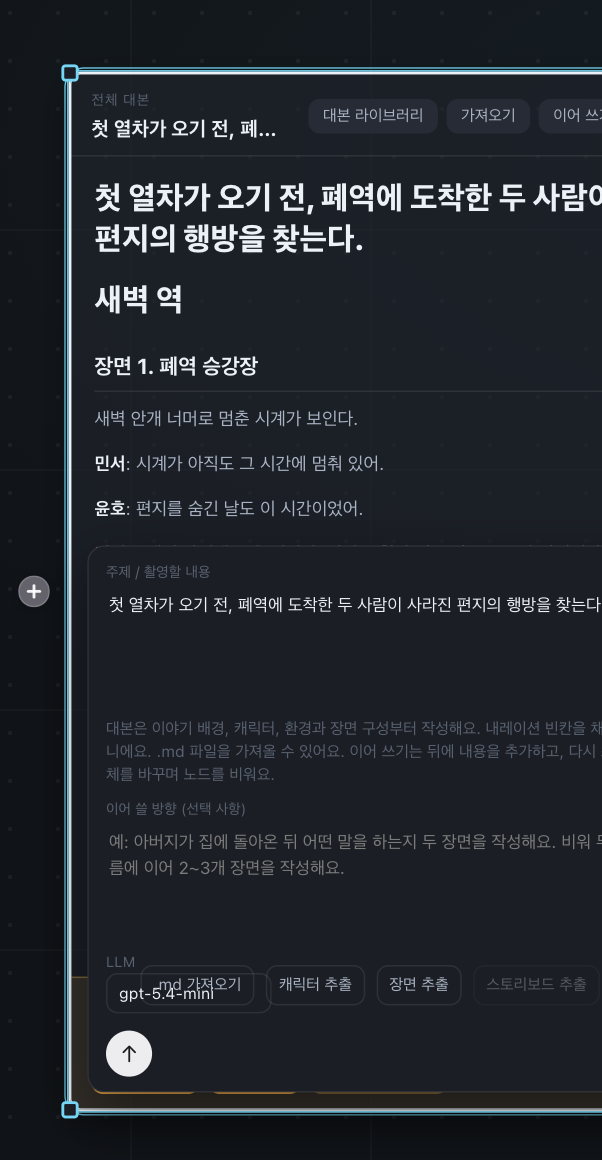 전체 대본
첫 열차가 오기 전, 폐...
대본 라이브러리
가져오기
이어 쓰
첫 열차가 오기 전, 폐역에 도착한 두 사람이
편지의 행방을 찾는다.
새벽 역
장면 1. 폐역 승강장
새벽 안개 너머로 멈춘 시계가 보인다.
민서: 시계가 아직도 그 시간에 멈춰 있어.
윤호: 편지를 숨긴 날도 이 시간이었어.
주제 / 촬영할 내용
첫 열차가 오기 전, 폐역에 도착한 두 사람이 사라진 편지의 행방을 찾는다
대본은 이야기 배경, 캐릭터, 환경과 장면 구성부터 작성해요. 내레이션 빈칸을 채
니에요. .md 파일을 가져올 수 있어요. 이어 쓰기는 뒤에 내용을 추가하고, 다시
체를 바꾸며 노드를 비워요.
이어 쓸 방향 (선택 사항)
예: 아버지가 집에 돌아온 뒤 어떤 말을 하는지 두 장면을 작성해요. 비워
름에 이어 2~3개 장면을 작성해요.
LLM
.md 가져오기
캐릭터 추출
장면 추출
스토리보드 추출
gpt-5.4-mini